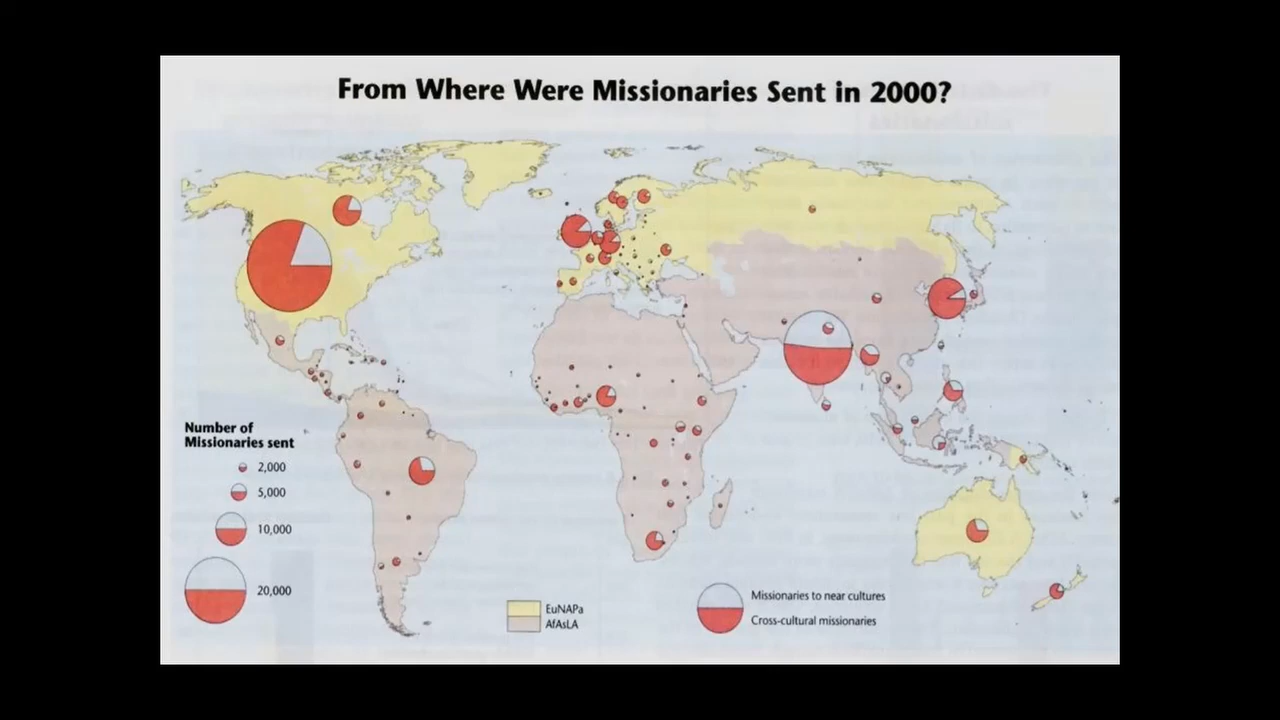 From Where Were Missionaries Sent in 2000?
Number of
Missionaries sent
2,000
5,000
10,000
20,000
EuNAPa
AfAsLA
Missionaries to near cultures
Cross-cultural missionaries